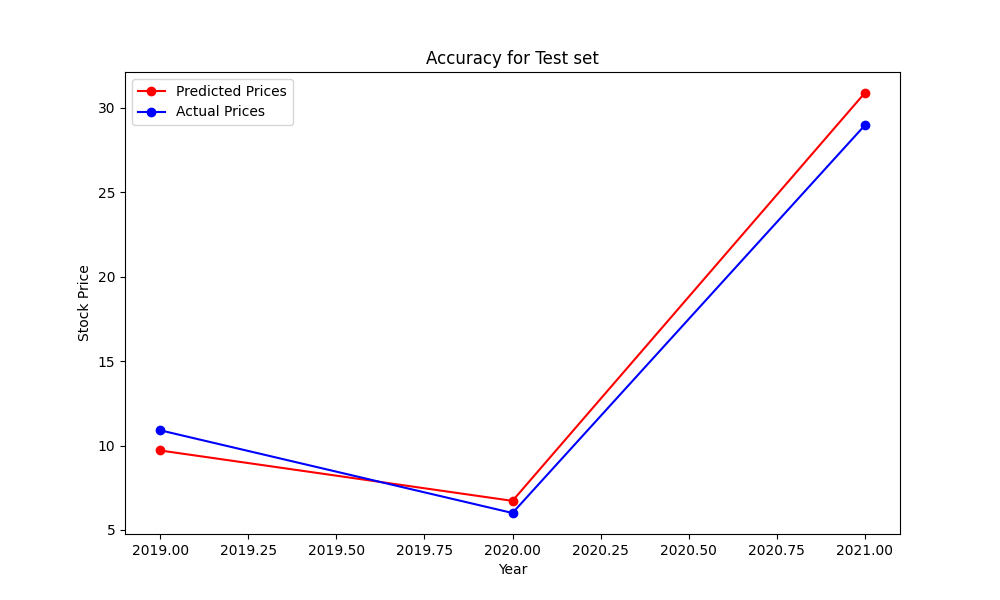 Accuracy for Test set
Predicted Prices
Actual Prices
30
25
20
15
10
5
Stock Price
2019.00 2019.25 2019.50 2019.75 2020.00 2020.25 2020.50 2020.75 2021.00
Year